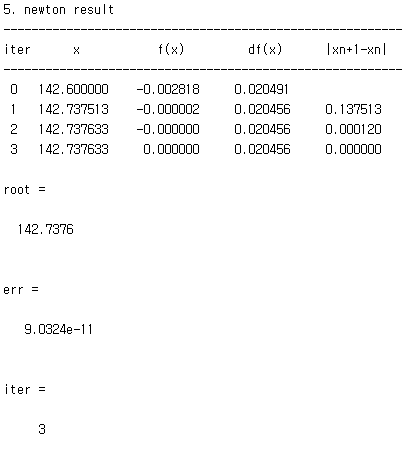 5. newton result
------------------------------------------------------------
iter x f(x) df(x) |xn+1-xn|
------------------------------------------------------------
0 142.600000 -0.002818 0.020491
1 142.737513 -0.000002 0.020456 0.137513
2 142.737633 -0.000000 0.020456 0.000120
3 142.737633 0.000000 0.020456 0.000000
root =
142.7376
err =
9.0324e-11
iter =
3